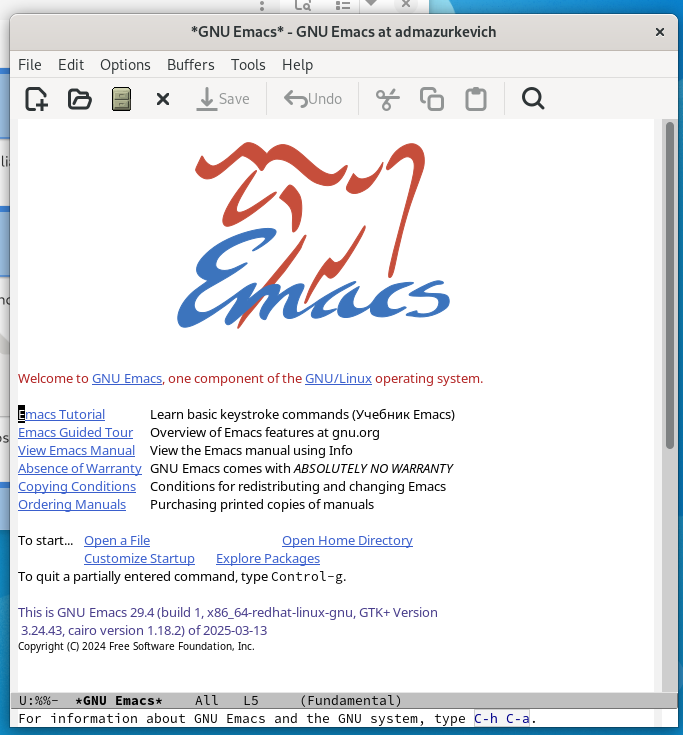 *GNU Emacs* - GNU Emacs at admazurkevich
File Edit Options Buffers Tools Help
Save Undo
Emacs
Welcome to GNU Emacs, one component of the GNU/Linux operating system.
Emacs Tutorial Learn basic keystroke commands (Учебник Emacs)
Emacs Guided Tour Overview of Emacs features at gnu.org
View Emacs Manual View the Emacs manual using Info
Absence of Warranty GNU Emacs comes with ABSOLUTELY NO WARRANTY
Copying Conditions Conditions for redistributing and changing Emacs
Ordering Manuals Purchasing printed copies of manuals
To start... Open a File Open Home Directory
Customize Startup Explore Packages
To quit a partially entered command, type Control-g.
This is GNU Emacs 29.4 (build 1, x86_64-redhat-linux-gnu, GTK+ Version
3.24.43, cairo version 1.18.2) of 2025-03-13
Copyright (C) 2024 Free Software Foundation, Inc.
U:%%- *GNU Emacs* All L5 (Fundamental)
For information about GNU Emacs and the GNU system, type C-h C-a.